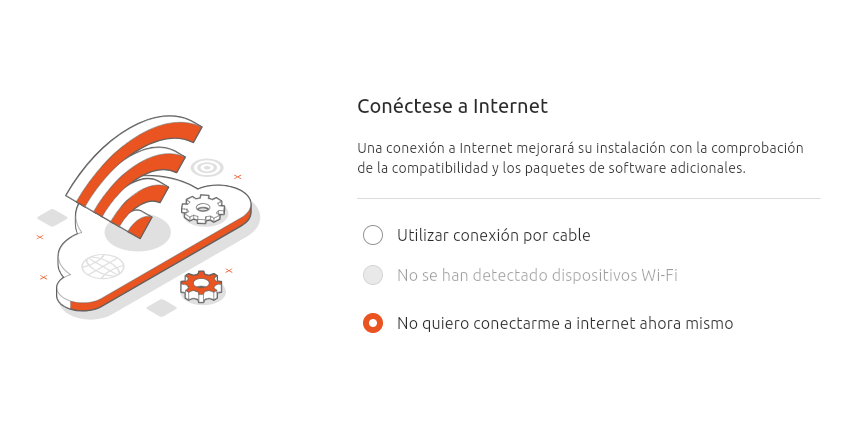 Conéctese a Internet
Una conexión a Internet mejorará su instalación con la comprobación
de la compatibilidad y los paquetes de software adicionales.
Utilizar conexión por cable
No se han detectado dispositivos Wi-Fi
No quiero conectarme a internet ahora mismo